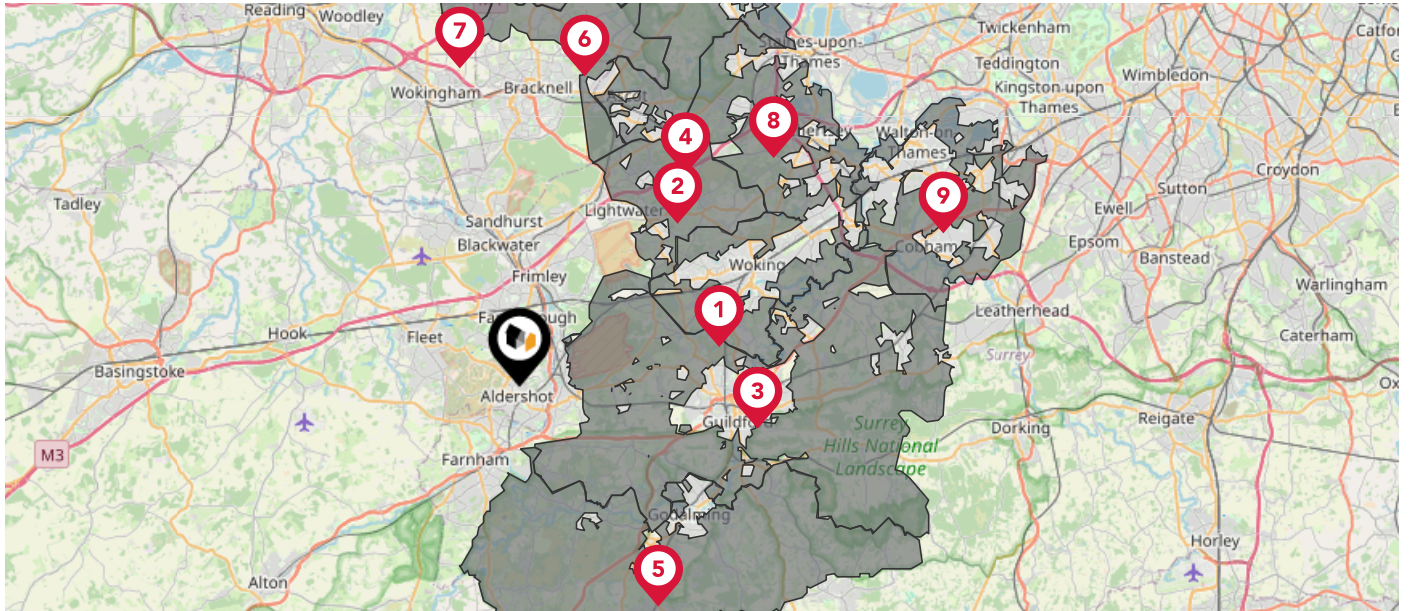 Reading
Woodley
Twickenham
Teddington
Wimbledon
Kingston upon
Thames
7
6
Wokingham
Bracknell
Thames
8
4
Walton-on-
Thames
Croydon
2
9
Sutton
Tadley
Lightwater
Ewell
Sandhurst
Blackwater
Cobham
Epsom
Banstead
Woking
Frimley
Warlingham
1
Leatherhead
Hook
Fleet
Caterham
Surrey
Basingstoke
3
Aldershot
Guildford
Surrey
Hills National
Landscape
Dorking
Reigate
M3
Farnham
Godalming
Horley
5
Alton